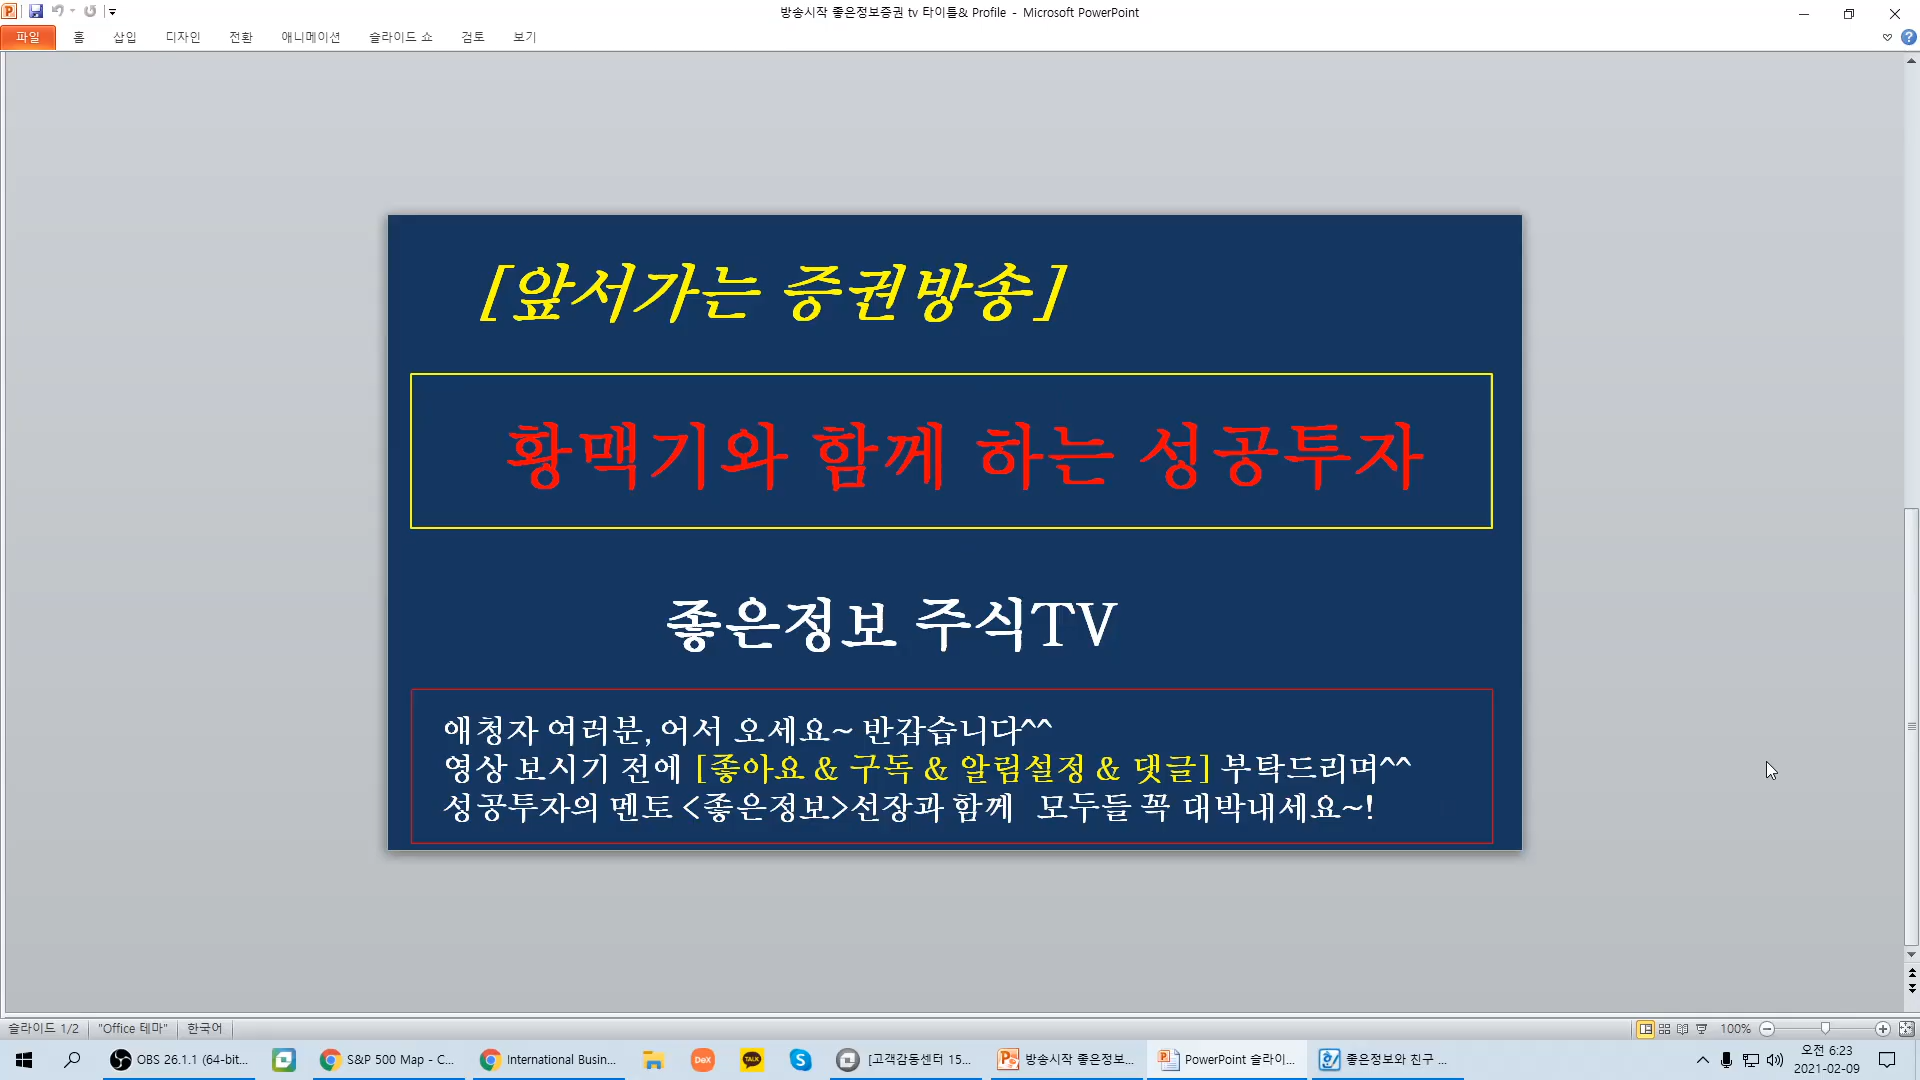 방송시작 좋은정보증권 tv 타이틀& Profile - Microsoft PowerPoint
파일 홈 삽입 디자인 전환 애니메이션 슬라이드 쇼 검토 보기
[앞서가는 증권방송]
황맥기와 함께 하는 성공투자
좋은정보 주식TV
애청자 여러분, 어서 오세요~ 반갑습니다^^
영상 보시기 전에 [좋아요 & 구독 & 알림설정 & 댓글] 부탁드리며^^
성공투자의 멘토 <좋은정보>선장과 함께 모두들 꼭 대박내세요~!
슬라이드 1/2 "Office 테마" 한국어 100%
OBS 26.1.1 (64-bit... S&P 500 Map - C... International Busin... DeX TALK [고객감동센터 15... 방송시작 좋은정보... PowerPoint 슬라이... 좋은정보와 친구 ... 오전 6:23
2021-02-09